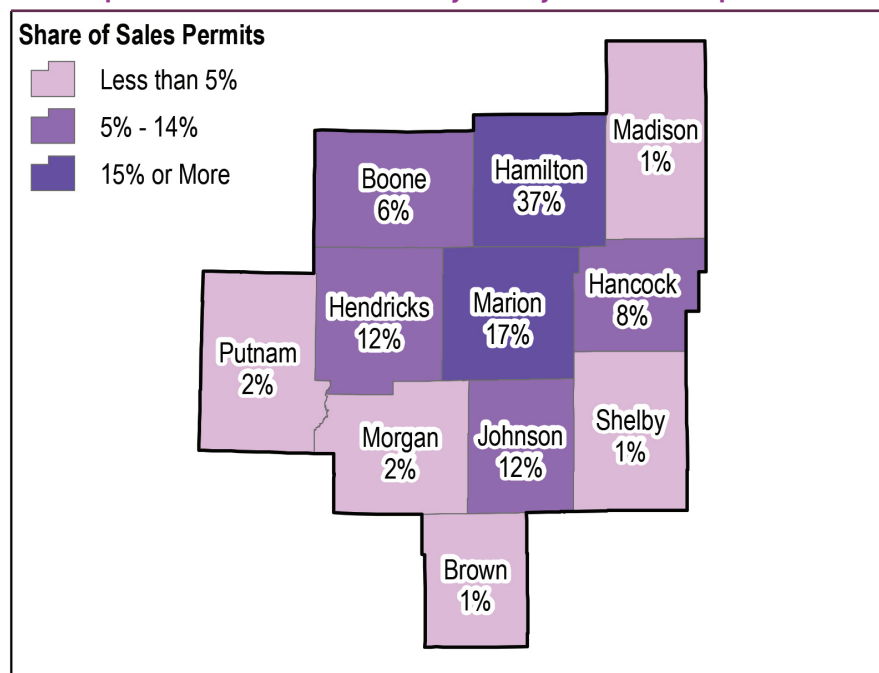 Share of Sales Permits
Less than 5%
5% - 14%
15% or More
Madison
1%
Hamilton
37%
Boone
6%
Hancock
8%
Hendricks
12%
Marion
17%
Putnam
2%
Shelby
1%
Morgan
2%
Johnson
12%
Brown
1%